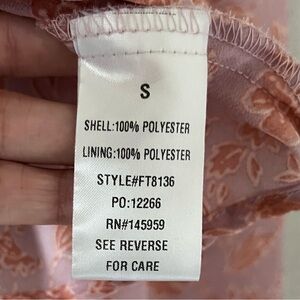 S
SHELL:100% POLYESTER
LINING:100% POLYESTER
STYLE#FT8136
PO:12266
RN#145959
SEE REVERSE
FOR CARE